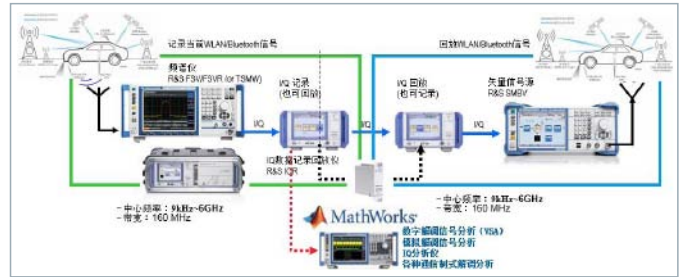 记录当前WLAN/Bluetooth信号
回放WLAN/Bluetooth信号
频谱仪
R&S FSW/FSVR (or TSMW)
I/Q 记录
(也可回放)
I/Q 回放
(也可记录)
矢量信号源
R&S SMBV
I/Q
I/Q
I/Q
IQ数据记录回放仪
R&S IQR
- 中心频率：9kHz~6GHz
- 带宽：160 MHz
- 中心频率：9kHz~6GHz
- 带宽：160 MHz
MathWorks
数字解调信号分析（VSA）
模拟解调信号分析
IQ分析仪
各种通信制式解调分析